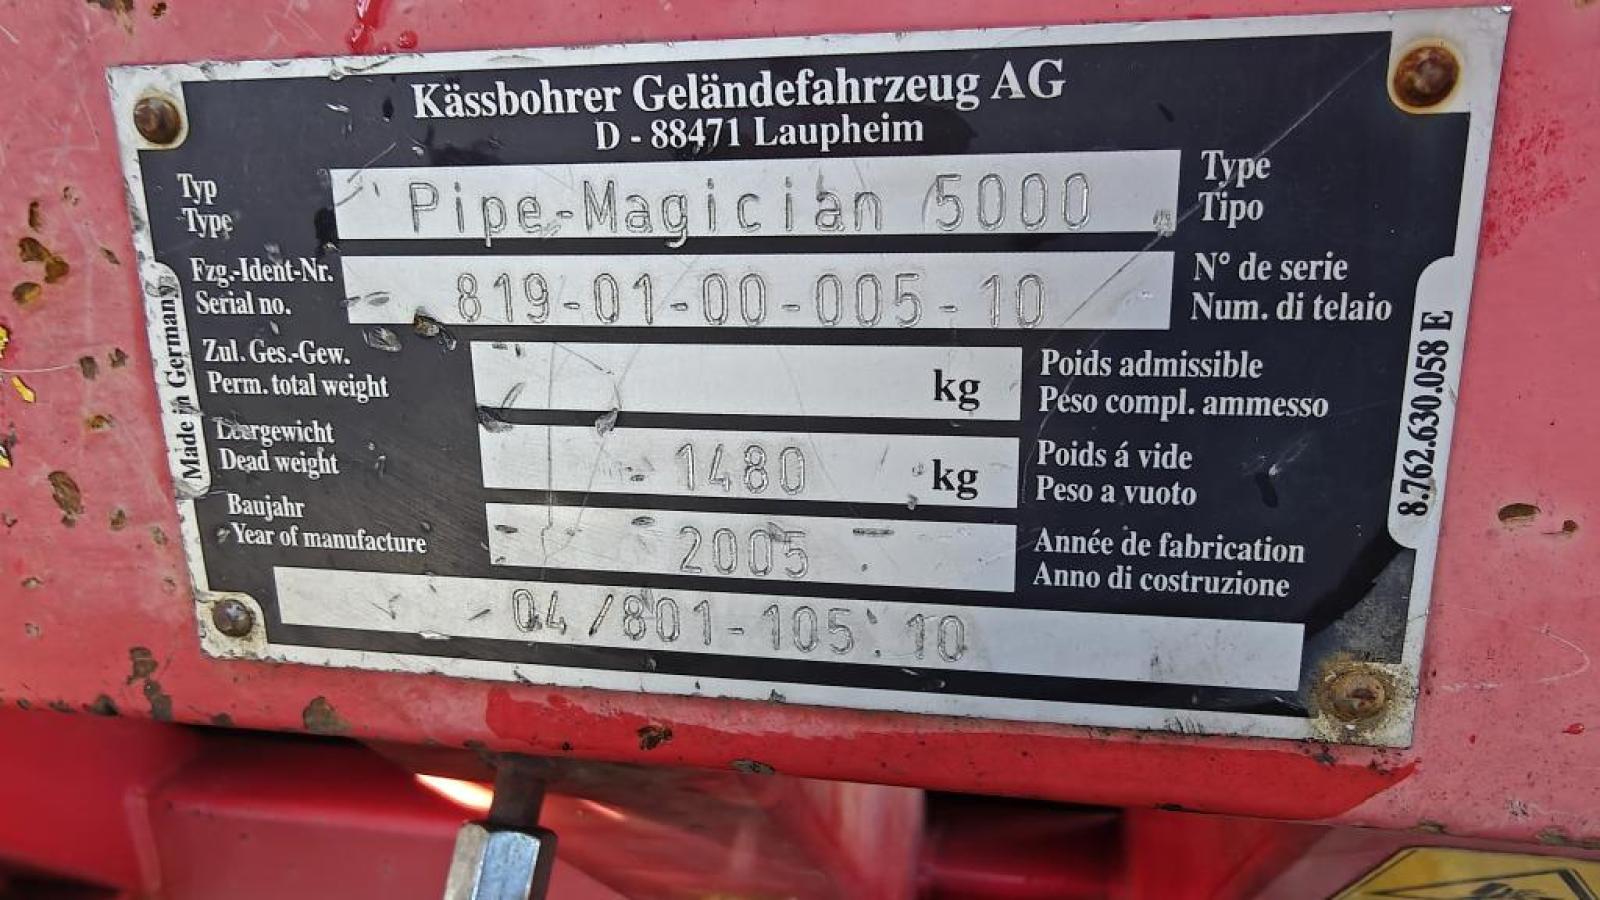 Kässbohrer Geländefahrzeug AG
D - 88471 Laupheim
Typ
Type
Pipe-Magician 5000
Type
Tipo
Fzg.-Ident-Nr.
Serial no.
819-01-00-005-10
N° de serie
Num. di telaio
Zul. Ges.-Gew.
Perm. total weight
kg
Poids admissible
Peso compl. ammesso
Leergewicht
Dead weight
1480 kg
Poids á vide
Peso a vuoto
Baujahr
Year of manufacture
2005
Année de fabrication
Anno di costruzione
04/801-105.10
Made in Germany
8.762.630.058 E